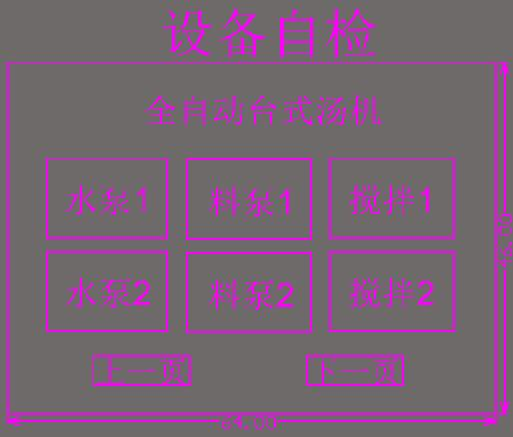 设备自检
全自动台式汤机
水泵1 料泵1 搅拌1
水泵2 料泵2 搅拌2
上一页 下一页